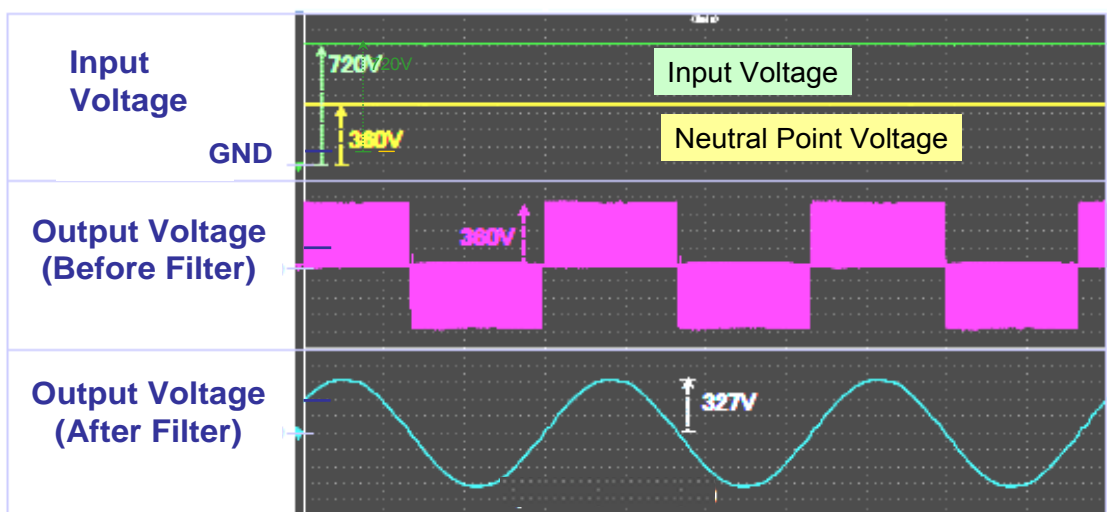 Input
Voltage
GND
720V
Input Voltage
360V
Neutral Point Voltage
Output Voltage
(Before Filter)
360V
Output Voltage
(After Filter)
327V